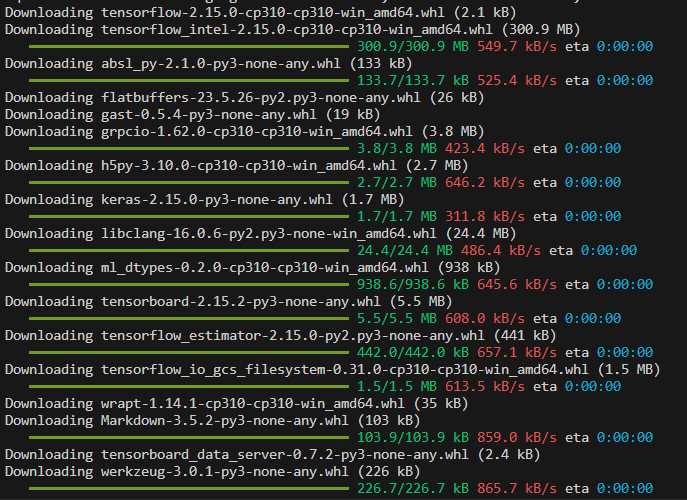 Downloading tensorflow-2.15.0-cp310-cp310-win_amd64.whl (2.1 kB)
Downloading tensorflow_intel-2.15.0-cp310-cp310-win_amd64.whl (300.9 MB)
300.9/300.9 MB 549.7 kB/s eta 0:00:00
Downloading absl_py-2.1.0-py3-none-any.whl (133 kB)
133.7/133.7 kB 525.4 kB/s eta 0:00:00
Downloading flatbuffers-23.5.26-py2.py3-none-any.whl (26 kB)
Downloading gast-0.5.4-py3-none-any.whl (19 kB)
Downloading grpcio-1.62.0-cp310-cp310-win_amd64.whl (3.8 MB)
3.8/3.8 MB 423.4 kB/s eta 0:00:00
Downloading h5py-3.10.0-cp310-cp310-win_amd64.whl (2.7 MB)
2.7/2.7 MB 646.2 kB/s eta 0:00:00
Downloading keras-2.15.0-py3-none-any.whl (1.7 MB)
1.7/1.7 MB 311.8 kB/s eta 0:00:00
Downloading libclang-16.0.6-py2.py3-none-win_amd64.whl (24.4 MB)
24.4/24.4 MB 486.4 kB/s eta 0:00:00
Downloading ml_dtypes-0.2.0-cp310-cp310-win_amd64.whl (938 kB)
938.6/938.6 kB 645.6 kB/s eta 0:00:00
Downloading tensorboard-2.15.2-py3-none-any.whl (5.5 MB)
5.5/5.5 MB 608.0 kB/s eta 0:00:00
Downloading tensorflow_estimator-2.15.0-py2.py3-none-any.whl (441 kB)
442.0/442.0 kB 657.1 kB/s eta 0:00:00
Downloading tensorflow_io_gcs_filesystem-0.31.0-cp310-cp310-win_amd64.whl (1.5 MB)
1.5/1.5 MB 613.5 kB/s eta 0:00:00
Downloading wrapt-1.14.1-cp310-cp310-win_amd64.whl (35 kB)
Downloading Markdown-3.5.2-py3-none-any.whl (103 kB)
103.9/103.9 kB 859.0 kB/s eta 0:00:00
Downloading tensorboard_data_server-0.7.2-py3-none-any.whl (2.4 kB)
Downloading werkzeug-3.0.1-py3-none-any.whl (226 kB)
226.7/226.7 kB 865.7 kB/s eta 0:00:00